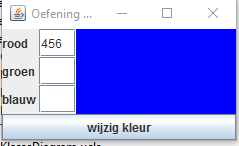 Oefening ...
rood 456
groen
blauw
wijzig kleur